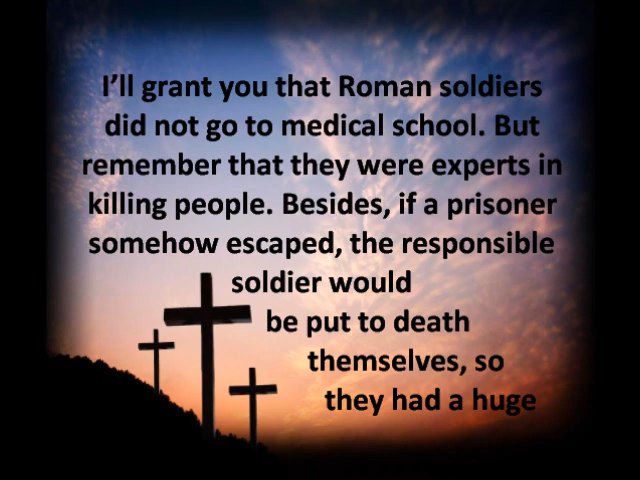 I’ll grant you that Roman soldiers
did not go to medical school. But
remember that they were experts in
killing people. Besides, if a prisoner
somehow escaped, the responsible
soldier would
be put to death
themselves, so
they had a huge